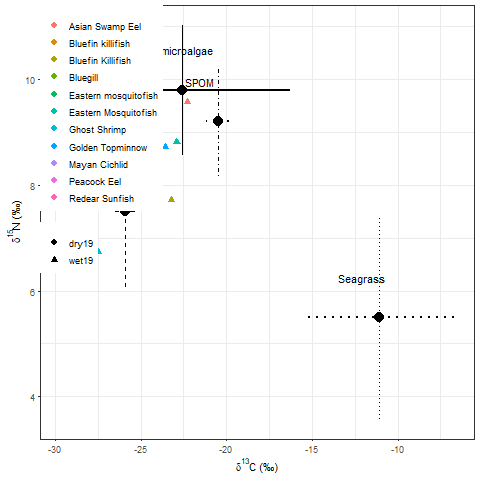 Asian Swamp Eel
Bluefin killifish
Bluefin Killifish
Bluegill
Eastern mosquitofish
Eastern Mosquitofish
Ghost Shrimp
Golden Topminnow
Mayan Cichlid
Peacock Eel
Redear Sunfish
dry19
wet19
microalgae
SPOM
Seagrass
10
8
6
4
δ15N (‰)
-30
-25
-20
-15
-10
δ13C (‰)